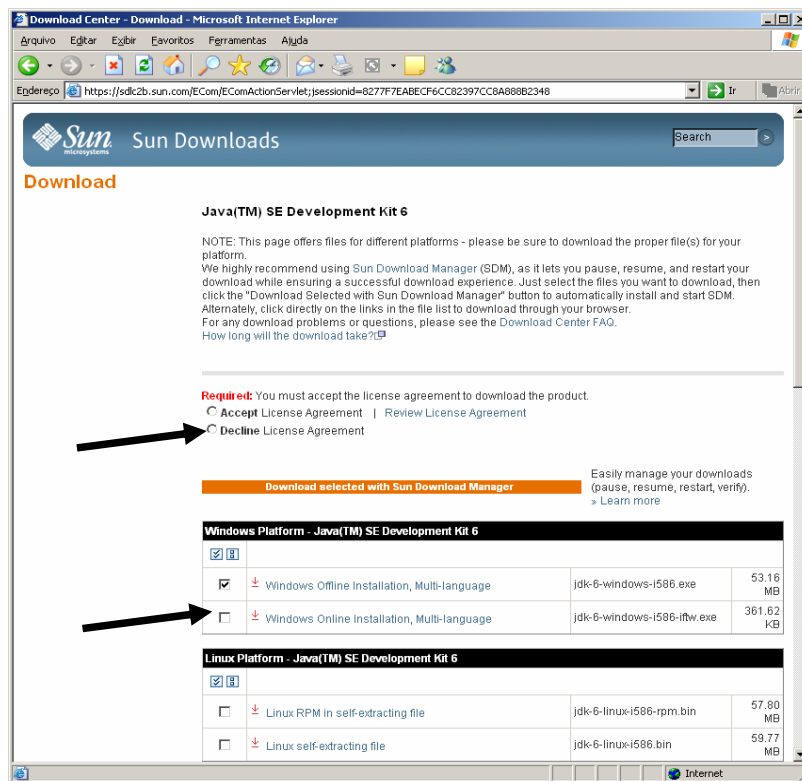 Download Center - Download - Microsoft Internet Explorer
Arquivo Editar Exibir Favoritos Ferramentas Ajuda
Endereço https://sdlc2b.sun.com/ECom/EComActionServlet;jsessionid=8277F7EABECF6CC82397CC8A888B2348 Ir Abrir
Sun microsystems Sun Downloads Search
Download
Java(TM) SE Development Kit 6
NOTE: This page offers files for different platforms - please be sure to download the proper file(s) for your
platform.
We highly recommend using Sun Download Manager (SDM), as it lets you pause, resume, and restart your
download while ensuring a successful download experience. Just select the files you want to download, then
click the "Download Selected with Sun Download Manager" button to automatically install and start SDM.
Alternately, click directly on the links in the file list to download through your browser.
For any download problems or questions, please see the Download Center FAQ.
How long will the download take?
Required: You must accept the license agreement to download the product.
Accept License Agreement | Review License Agreement
Decline License Agreement
Download selected with Sun Download Manager
Easily manage your downloads
(pause, resume, restart, verify).
» Learn more
Windows Platform - Java(TM) SE Development Kit 6
Windows Offline Installation, Multi-language jdk-6-windows-i586.exe 53.16
MB
Windows Online Installation, Multi-language jdk-6-windows-i586-iftw.exe 361.62
KB
Linux Platform - Java(TM) SE Development Kit 6
Linux RPM in self-extracting file jdk-6-linux-i586-rpm.bin 57.80
MB
Linux self-extracting file jdk-6-linux-i586.bin 59.77
MB
Internet